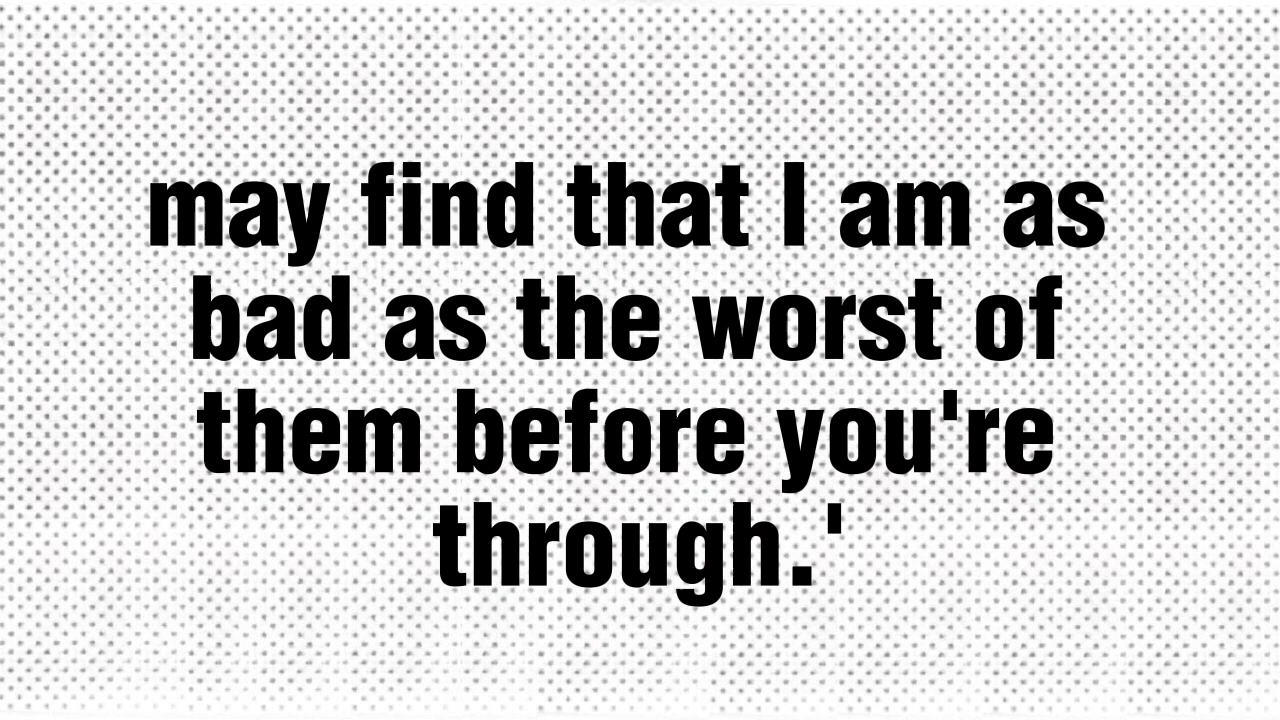 may find that I am as
bad as the worst of
them before you're
through.'